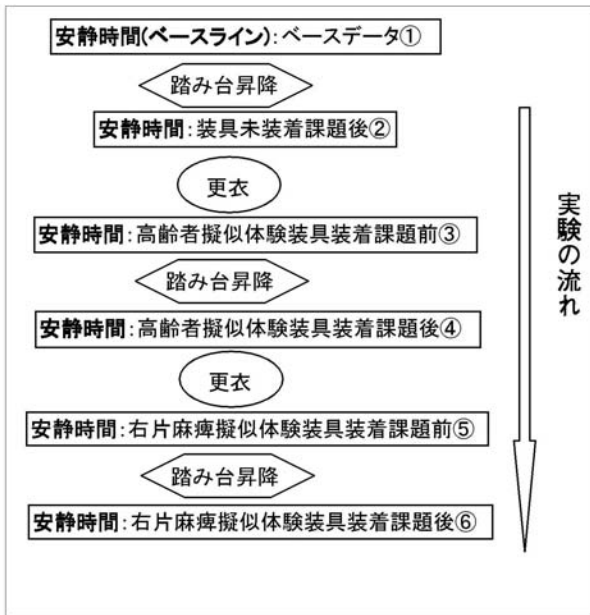 安静時間(ベースライン):ベースデータ①
踏み台昇降
安静時間:装具未装着課題後②
更衣
安静時間:高齢者擬似体験装具装着課題前③
踏み台昇降
安静時間:高齢者擬似体験装具装着課題後④
更衣
安静時間:右片麻痺擬似体験装具装着課題前⑤
踏み台昇降
安静時間:右片麻痺擬似体験装具装着課題後⑥
実験の流れ